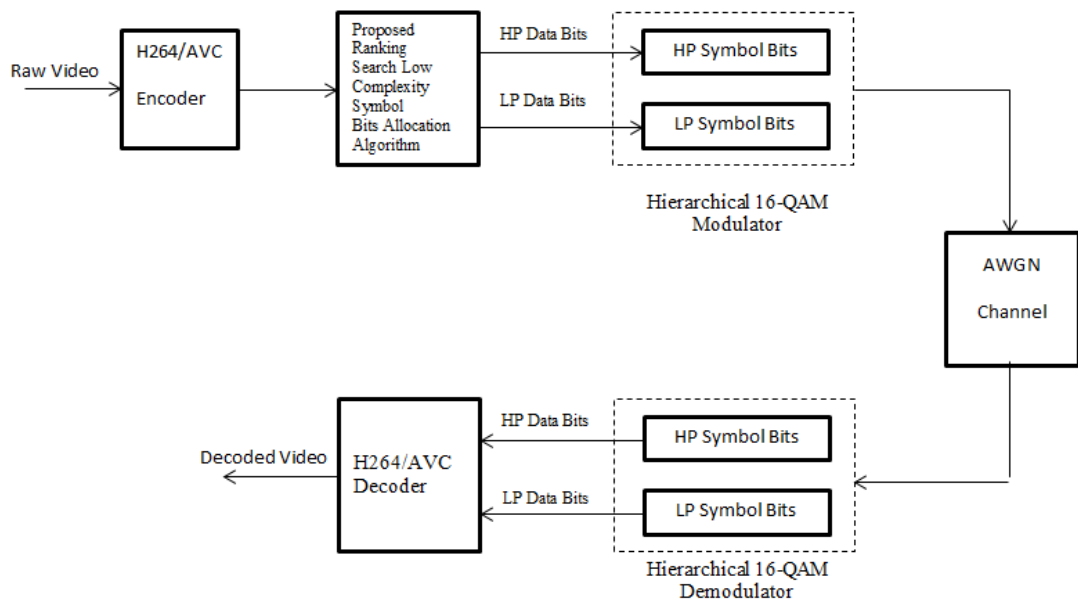 Raw Video
H264/AVC
Encoder
Proposed
Ranking
Search Low
Complexity
Symbol
Bits Allocation
Algorithm
HP Data Bits
LP Data Bits
HP Symbol Bits
LP Symbol Bits
Hierarchical 16-QAM
Modulator
AWGN
Channel
HP Symbol Bits
LP Symbol Bits
Hierarchical 16-QAM
Demodulator
HP Data Bits
LP Data Bits
H264/AVC
Decoder
Decoded Video